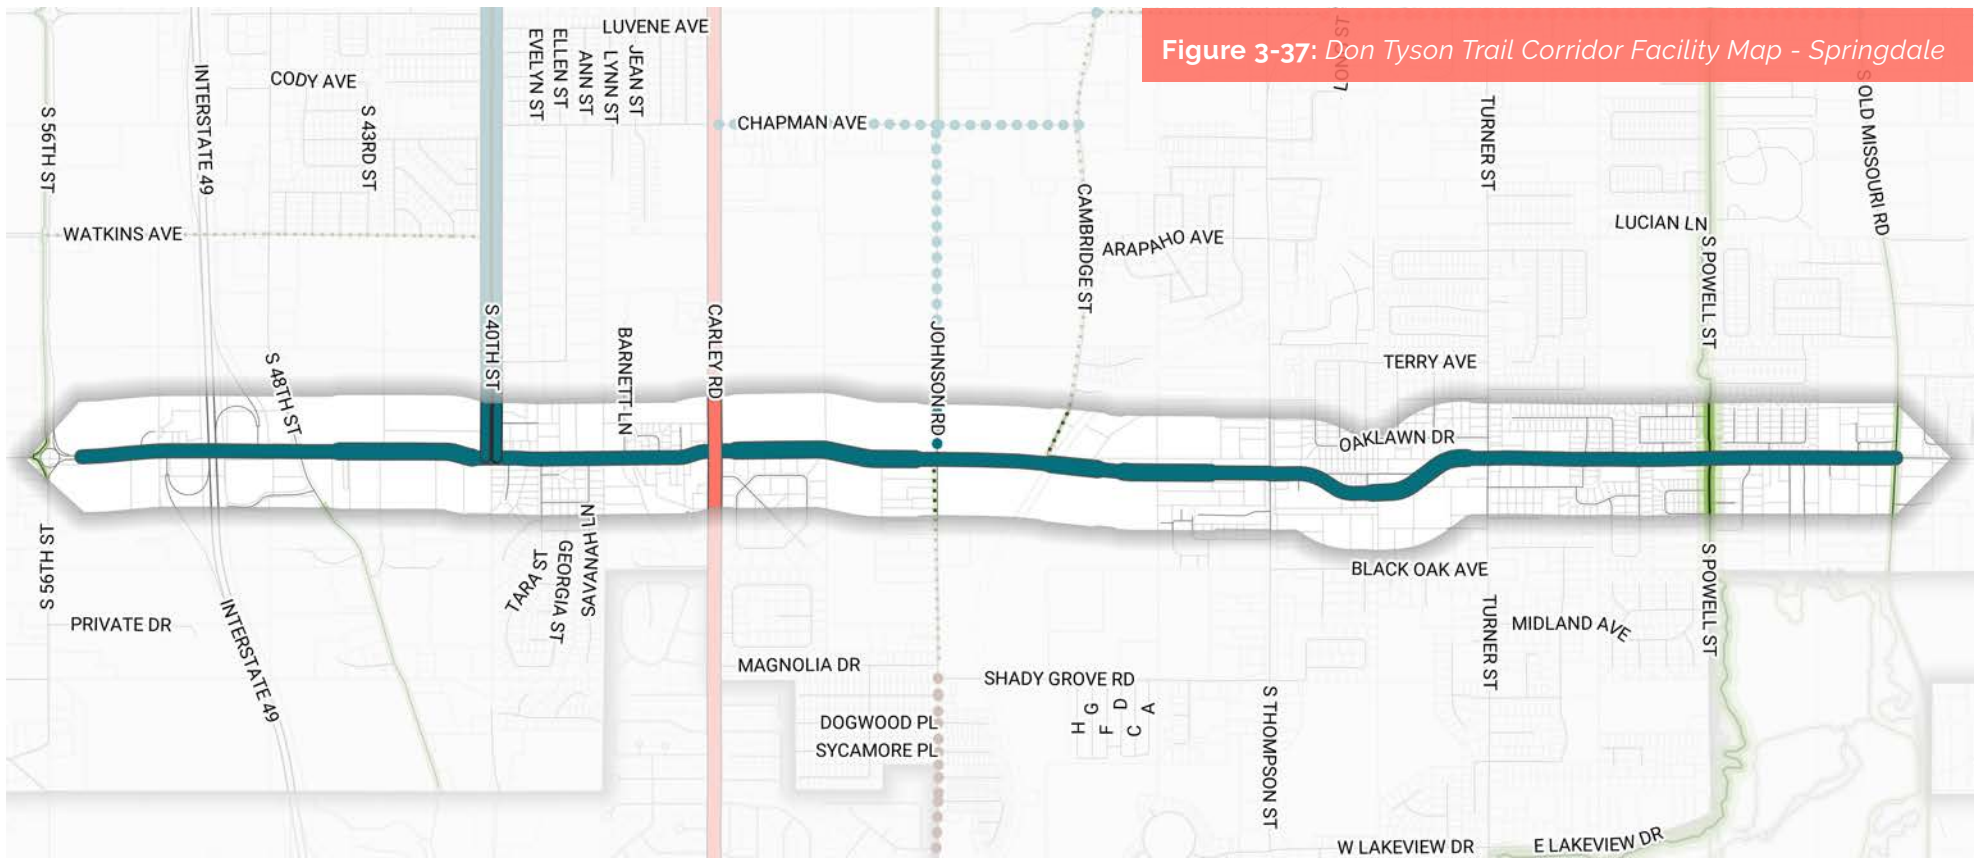 Figure 3-37: Don Tyson Trail Corridor Facility Map - Springdale
LUVENE AVE
JEAN ST
LYNN ST
ANN ST
ELLEN ST
EVELYN ST
CODY AVE
INTERSTATE 49
S 43RD ST
S 56TH ST
CHAPMAN AVE
LONG ST
TURNER ST
S OLD MISSOURI RD
WATKINS AVE
CAMBRIDGE ST
ARAPAHO AVE
LUCIAN LN
S POWELL ST
S 40TH ST
CARLEY RD
BARNETT LN
JOHNSON RD
S 48TH ST
TERRY AVE
OAKLAWN DR
S 56TH ST
SAVANAH LN
GEORGIA ST
TARA ST
BLACK OAK AVE
S POWELL ST
PRIVATE DR
INTERSTATE 49
TURNER ST
MIDLAND AVE
MAGNOLIA DR
SHADY GROVE RD
H
G
F
D
C
A
S THOMPSON ST
DOGWOOD PL
SYCAMORE PL
W LAKEVIEW DR
E LAKEVIEW DR